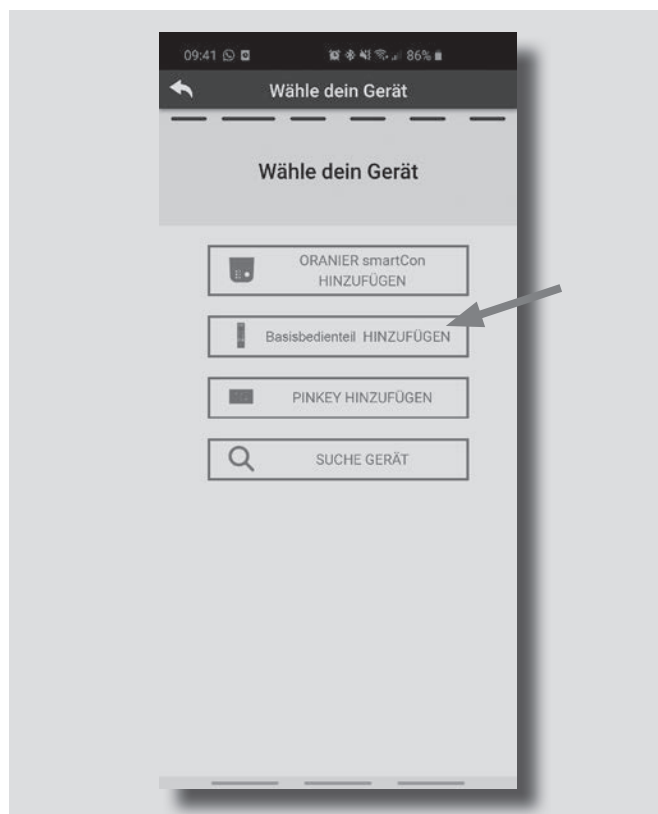 09:41 86%
Wähle dein Gerät
Wähle dein Gerät
ORANIER smartCon
HINZUFÜGEN
Basisbedienteil HINZUFÜGEN
PINKEY HINZUFÜGEN
SUCHE GERÄT